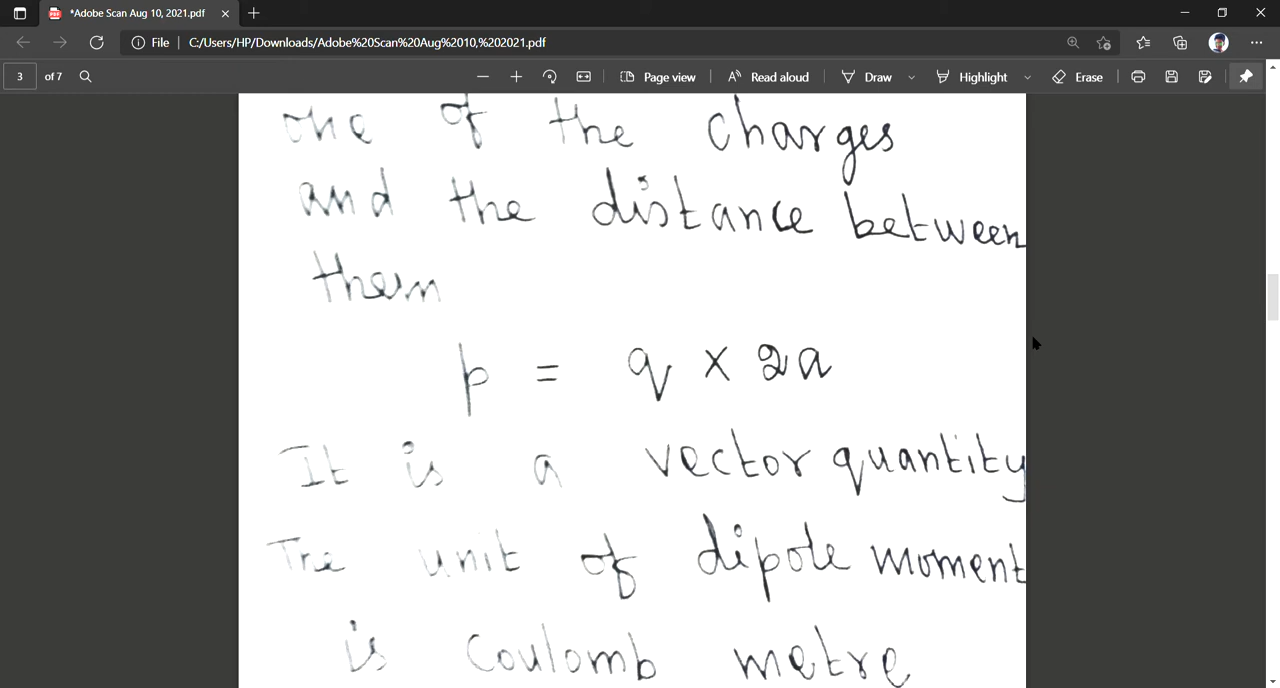 *Adobe Scan Aug 10, 2021.pdf
File C:/Users/HP/Downloads/Adobe%20Scan%20Aug%2010,%202021.pdf
3 of 7 Page view Read aloud Draw Highlight Erase
one of the charges
and the distance between
them
p = q × 2a
It is a vector quantity
The unit of dipole moment
is Coulomb metre